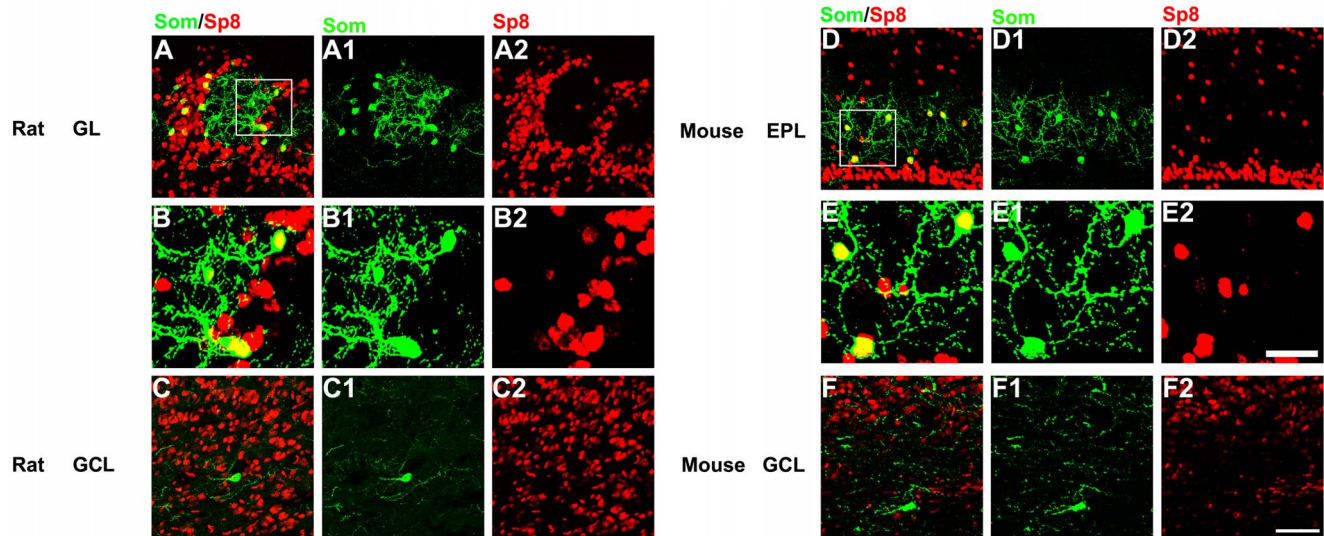 Som/Sp8 Som Sp8
A A1 A2
Rat GL
B B1 B2
C C1 C2
Rat GCL
Som/Sp8 Som Sp8
D D1 D2
Mouse EPL
E E1 E2
F F1 F2
Mouse GCL